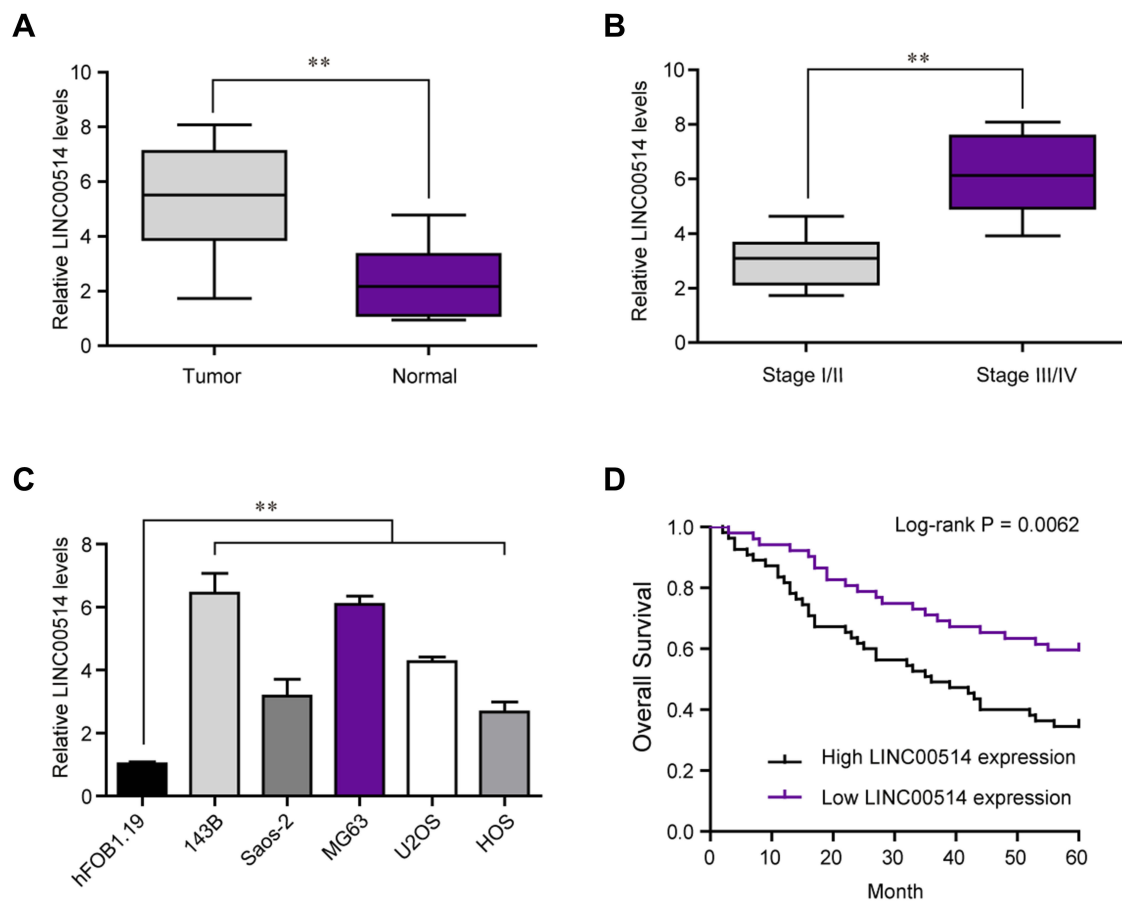 A
Relative LINC00514 levels
10
8
6
4
2
0
**
Tumor
Normal
B
Relative LINC00514 levels
10
8
6
4
2
0
**
Stage I/II
Stage III/IV
C
Relative LINC00514 levels
8
6
4
2
0
**
hFOB1.19
143B
Saos-2
MG63
U2OS
HOS
D
Overall Survival
1.0
0.8
0.6
0.4
0.2
0.0
Log-rank P = 0.0062
High LINC00514 expression
Low LINC00514 expression
0 10 20 30 40 50 60
Month